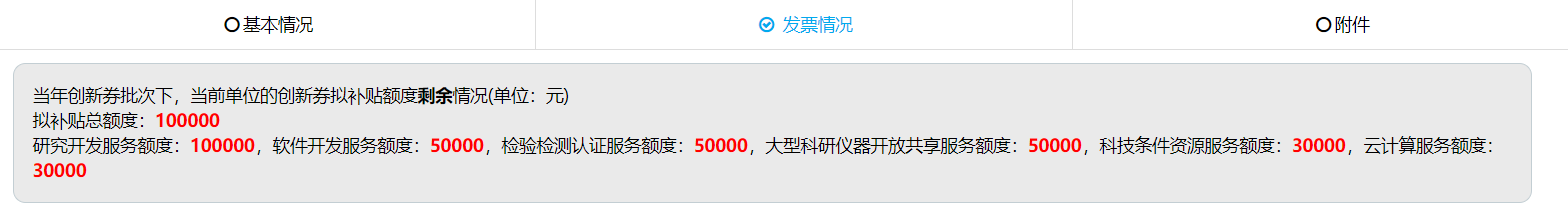 基本情况
发票情况
附件
当年创新券批次下，当前单位的创新券拟补贴额度剩余情况(单位：元)
拟补贴总额度：100000
研究开发服务额度：100000，软件开发服务额度：50000，检验检测认证服务额度：50000，大型科研仪器开放共享服务额度：50000，科技条件资源服务额度：30000，云计算服务额度：
30000